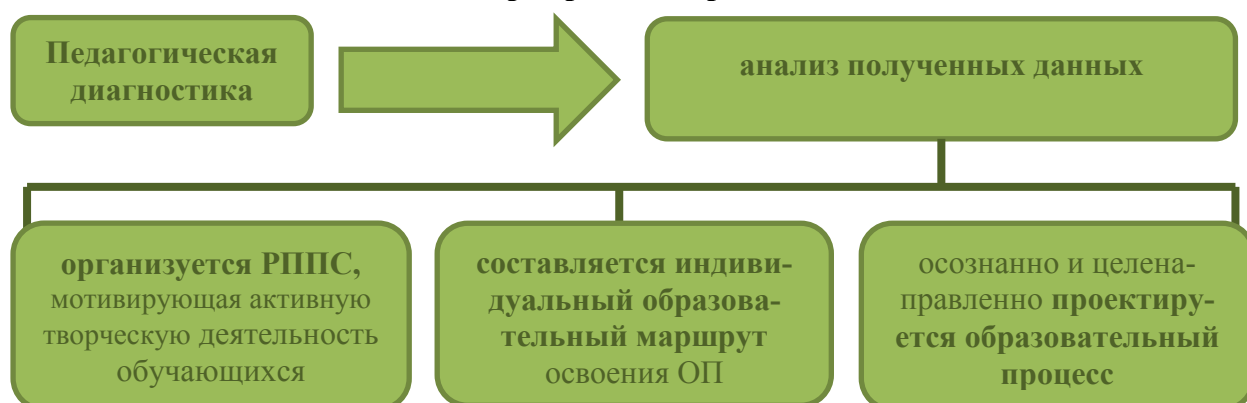 Педагогическая
диагностика
анализ полученных данных
организуется РППС,
мотивирующая активную
творческую деятельность
обучающихся
составляется индиви-
дуальный образова-
тельный маршрут
освоения ОП
осознанно и целена-
правленно проектиру-
ется образовательный
процесс